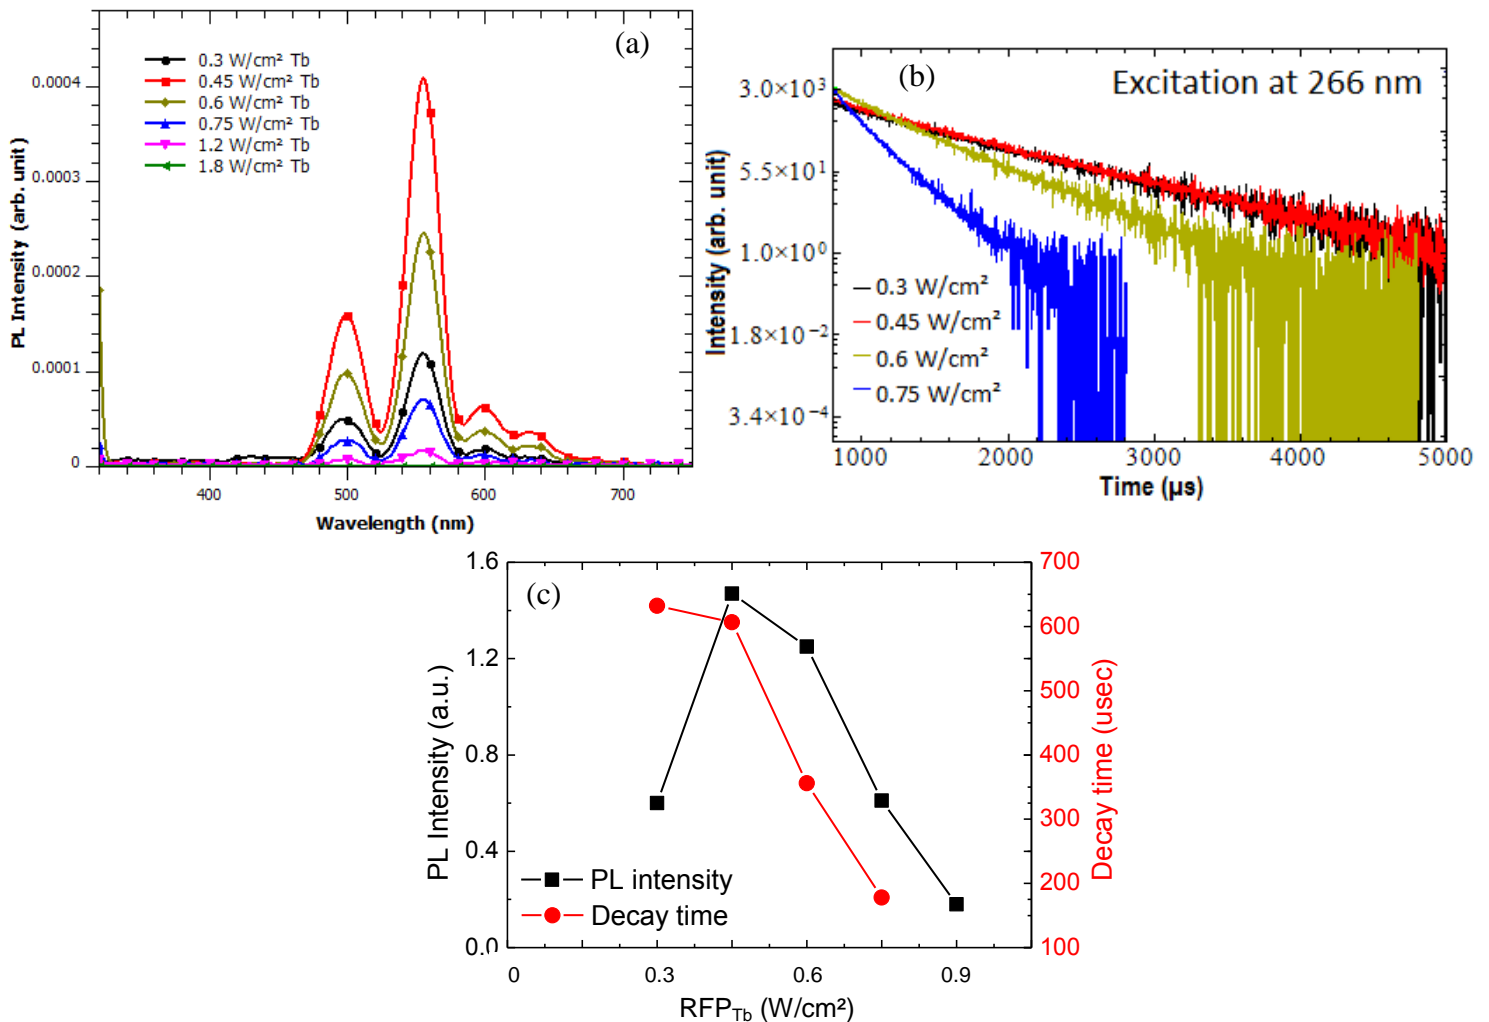 (a)
0.3 W/cm² Tb
0.45 W/cm² Tb
0.6 W/cm² Tb
0.75 W/cm² Tb
1.2 W/cm² Tb
1.8 W/cm² Tb
0.0004
0.0003
0.0002
0.0001
0
PL Intensity (arb. unit)
400 500 600 700
Wavelength (nm)
(b)
Excitation at 266 nm
3.0×10³
5.5×10¹
1.0×10⁰
1.8×10⁻²
3.4×10⁻⁴
Intensity (arb. unit)
0.3 W/cm²
0.45 W/cm²
0.6 W/cm²
0.75 W/cm²
1000 2000 3000 4000 5000
Time (µs)
(c)
1.6
1.2
0.8
0.4
0.0
PL Intensity (a.u.)
PL intensity
Decay time
700
600
500
400
300
200
100
Decay time (usec)
0 0.3 0.6 0.9
RFP_Tb (W/cm²)